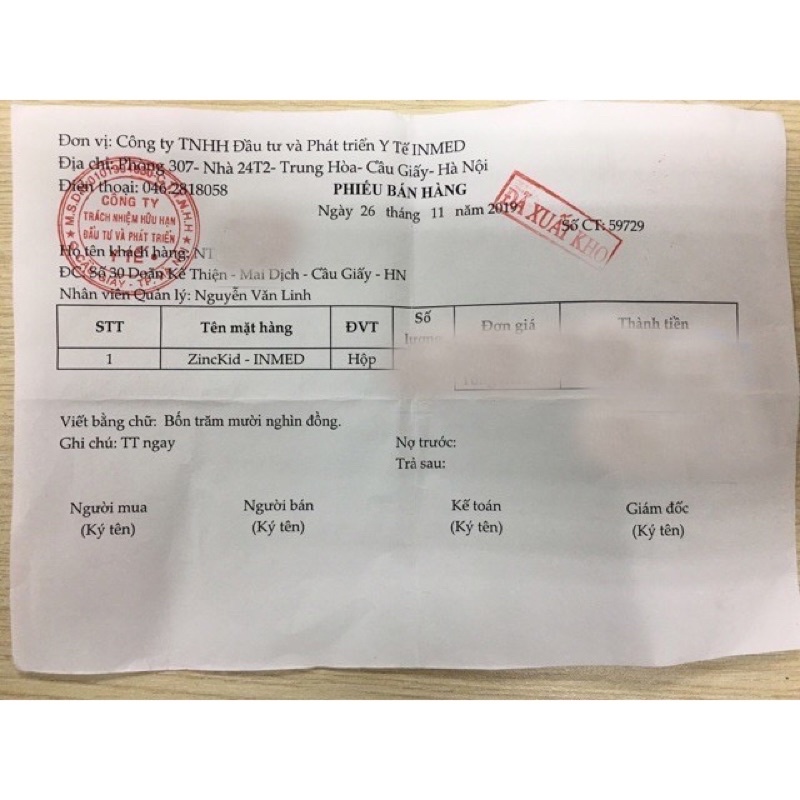 Đơn vị: Công ty TNHH Đầu tư và Phát triển Y Tế INMED
Địa chỉ: Phòng 307- Nhà 24T2- Trung Hòa- Cầu Giấy- Hà Nội
Điện thoại: 046.2818058
PHIẾU BÁN HÀNG
Ngày 26 tháng 11 năm 2019
ĐÃ XUẤT KHO
Số CT: 59729
CÔNG TY
TRÁCH NHIỆM HỮU HẠN
ĐẦU TƯ VÀ PHÁT TRIỂN
Y TẾ
Họ tên khách hàng: NT
ĐC: Số 30 Doãn Kế Thiện - Mai Dịch - Cầu Giấy - HN
Nhân viên Quản lý: Nguyễn Văn Linh
STT Tên mặt hàng ĐVT Số lượng Đơn giá Thành tiền
1 ZincKid - INMED Hộp
Viết bằng chữ: Bốn trăm mười nghìn đồng.
Ghi chú: TT ngay
Nợ trước:
Trả sau:
Người mua Người bán Kế toán Giám đốc
(Ký tên) (Ký tên) (Ký tên) (Ký tên)